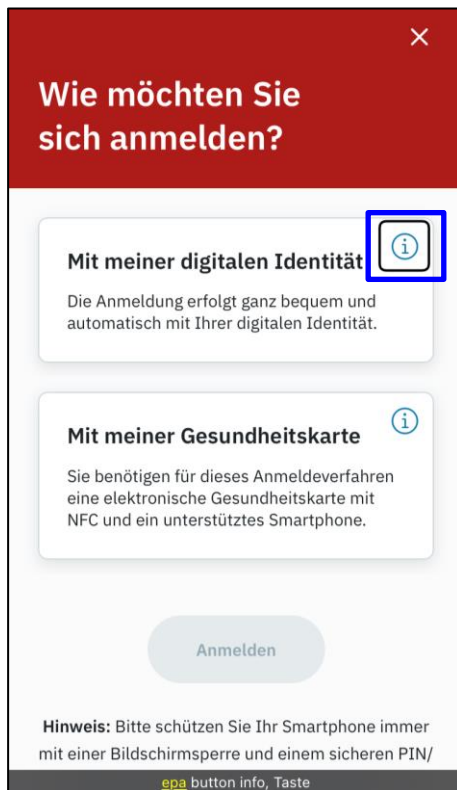 Wie möchten Sie
sich anmelden?
Mit meiner digitalen Identität
Die Anmeldung erfolgt ganz bequem und
automatisch mit Ihrer digitalen Identität.
Mit meiner Gesundheitskarte
Sie benötigen für dieses Anmeldeverfahren
eine elektronische Gesundheitskarte mit
NFC und ein unterstütztes Smartphone.
Anmelden
Hinweis: Bitte schützen Sie Ihr Smartphone immer
mit einer Bildschirmsperre und einem sicheren PIN/
epa button info, Taste